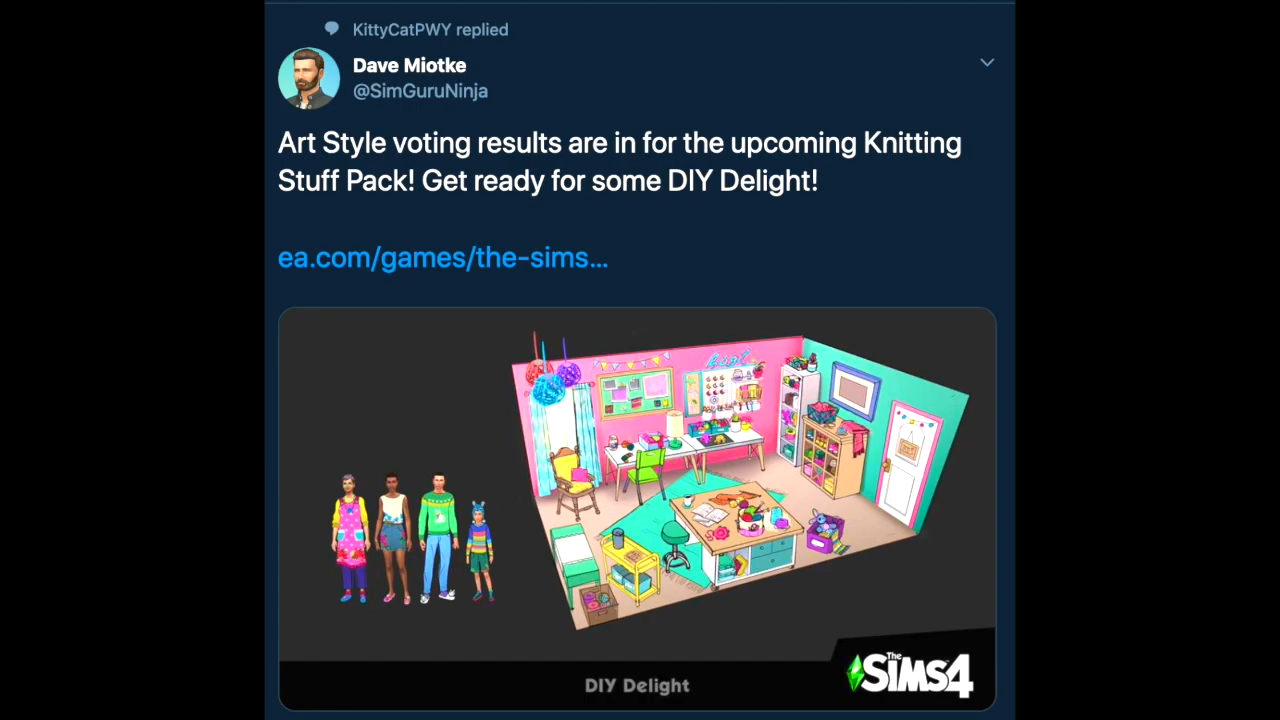 KittyCatPWY replied
Dave Miotke
@SimGuruNinja
Art Style voting results are in for the upcoming Knitting
Stuff Pack! Get ready for some DIY Delight!
ea.com/games/the-sims...
DIY Delight
The SiMS4